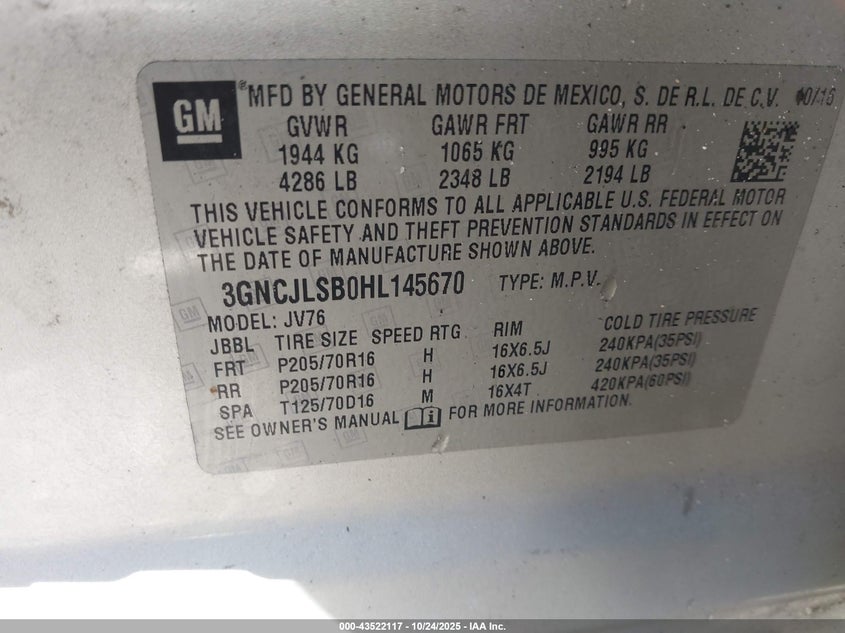 GM
® MFD BY GENERAL MOTORS DE MEXICO, S. DE R.L. DE C.V.
GVWR GAWR FRT GAWR RR
1944 KG 1065 KG 995 KG
4286 LB 2348 LB 2194 LB
THIS VEHICLE CONFORMS TO ALL APPLICABLE U.S. FEDERAL MOTOR
VEHICLE SAFETY AND THEFT PREVENTION STANDARDS IN EFFECT ON
THE DATE OF MANUFACTURE SHOWN ABOVE.
3GNCJLSB0HL145670 TYPE: M.P.V.
MODEL: JV76
JBBL TIRE SIZE SPEED RTG RIM COLD TIRE PRESSURE
FRT P205/70R16 H 16X6.5J 240KPA(35PSI)
RR P205/70R16 H 16X6.5J 240KPA(35PSI)
SPA T125/70D16 M 16X4T 420KPA(60PSI)
SEE OWNER'S MANUAL FOR MORE INFORMATION.
000-43522117 - 10/24/2025 - IAA Inc.